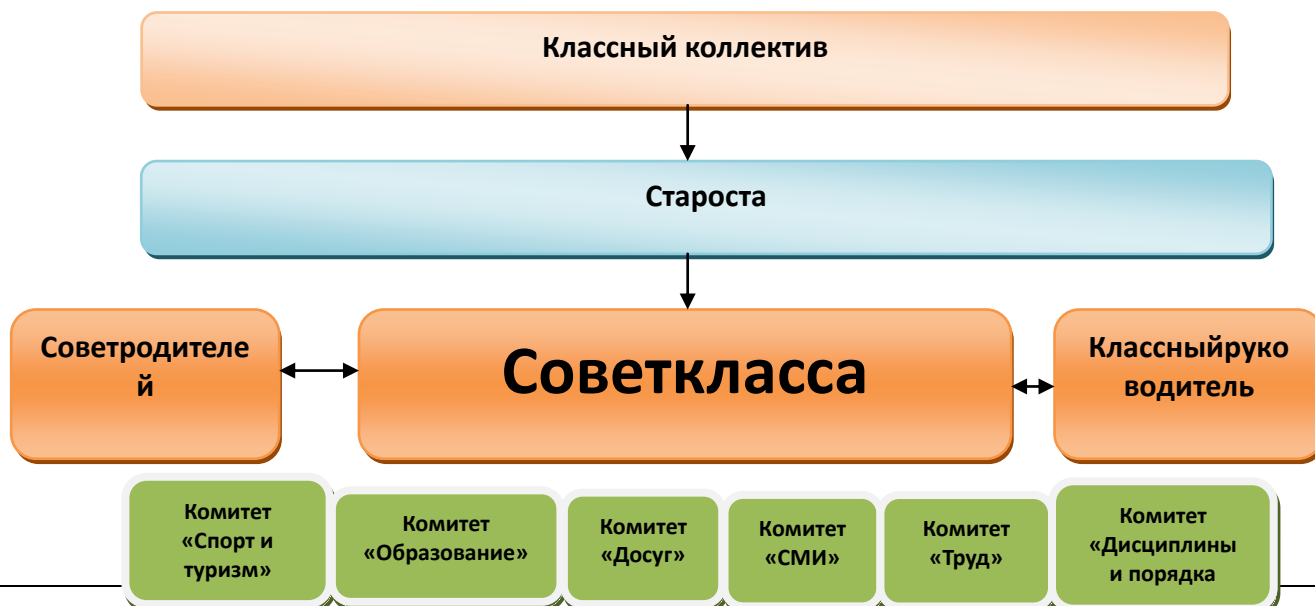 Классный коллектив
Староста
Советродителе
й
Советкласса
Классныйруко
водитель
Комитет
«Спорт и
туризм»
Комитет
«Образование»
Комитет
«Досуг»
Комитет
«СМИ»
Комитет
«Труд»
Комитет
«Дисциплины
и порядка